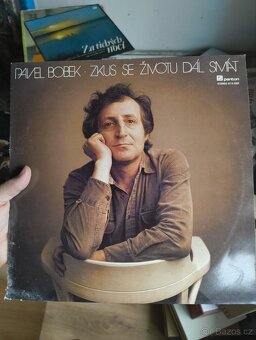 Za tichých
nocí
PAVEL BOBEK · ZKUS SE ŽIVOTU DÁL SMÁT
panton
Bazos.cz